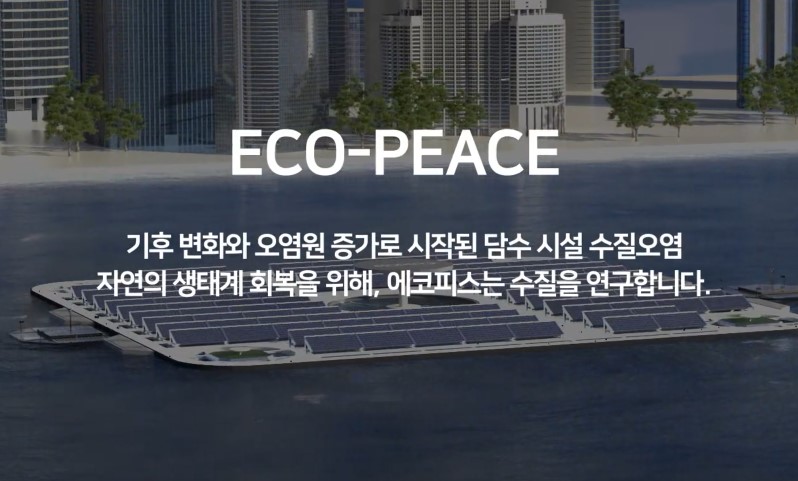 ECO-PEACE
기후 변화와 오염원 증가로 시작된 담수 시설 수질오염
자연의 생태계 회복을 위해, 에코피스는 수질을 연구합니다.